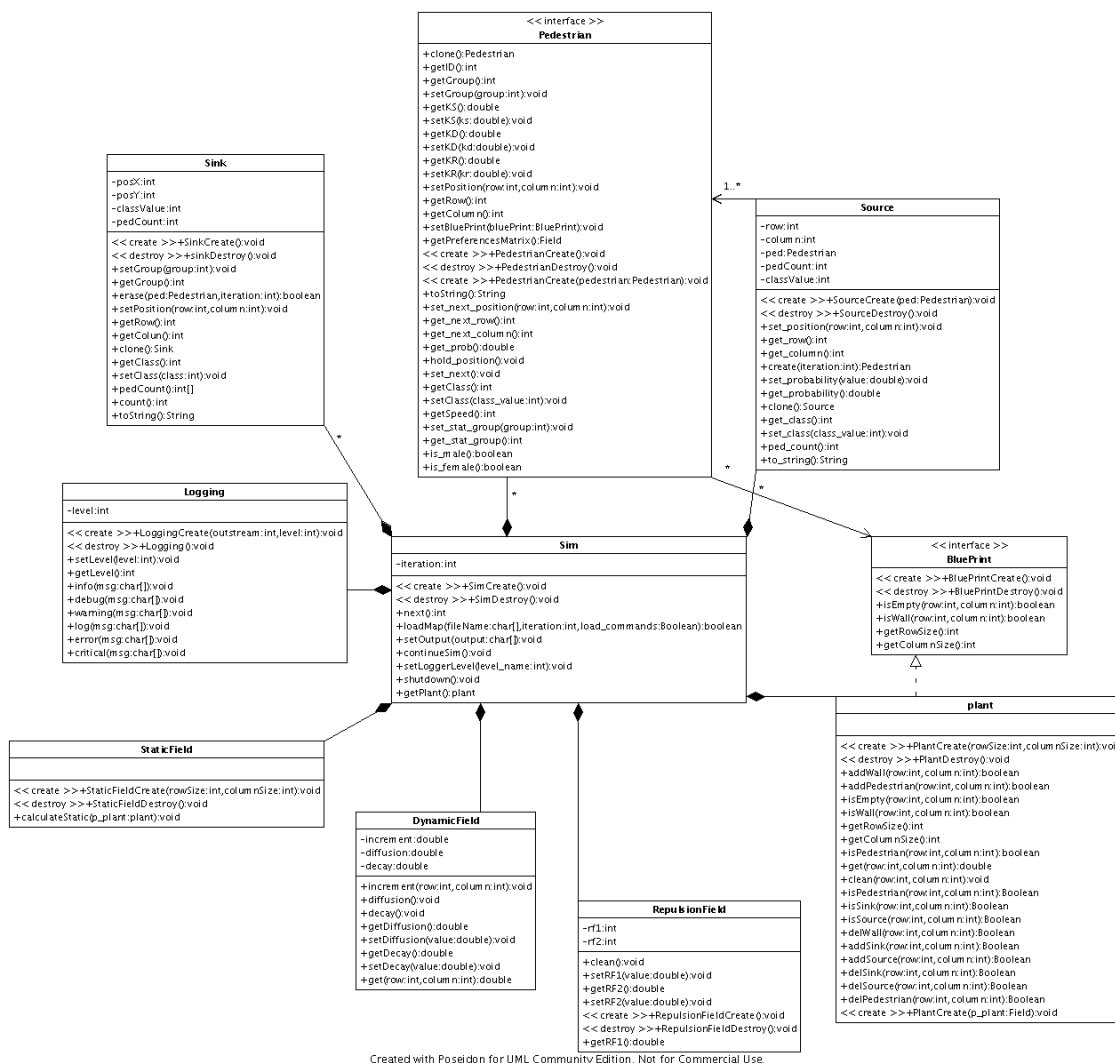 << interface >>
Pedestrian
+clone():Pedestrian
+getID():int
+getGroup():int
+setGroup(group:int):void
+getKS():double
+setKS(ks:double):void
+getKD():double
+setKD(kd:double):void
+getKR():double
+setKR(kr:double):void
+setPosition(row:int,column:int):void
+getRow():int
+getColumn():int
+setBluePrint(bluePrint:BluePrint):void
+getPreferencesMatrix():Field
<< create >>+PedestrianCreate():void
<< destroy >>+PedestrianDestroy():void
<< create >>+PedestrianCreate(pedestrian:Pedestrian):void
+toString():String
+set_next_position(row:int,column:int):void
+get_next_row():int
+get_next_column():int
+get_prob():double
+hold_position():void
+set_next():void
+getClass():int
+setClass(class_value:int):void
+getSpeed():int
+set_stat_group(group:int):void
+get_stat_group():int
+is_male():boolean
+is_female():boolean
Sink
-posX:int
-posY:int
-classValue:int
-pedCount:int
<< create >>+SinkCreate():void
<< destroy >>+sinkDestroy():void
+setGroup(group:int):void
+getGroup():int
+erase(ped:Pedestrian,iteration:int):boolean
+setPosition(row:int,column:int):void
+getRow():int
+getColun():int
+clone():Sink
+getClass():int
+setClass(class:int):void
+pedCount():int[]
+count():int
+toString():String
*
1..*
Source
-row:int
-column:int
-ped:Pedestrian
-pedCount:int
-classValue:int
<< create >>+SourceCreate(ped:Pedestrian):void
<< destroy >>+SourceDestroy():void
+set_position(row:int,column:int):void
+get_row():int
+get_column():int
+create(iteration:int):Pedestrian
+set_probability(value:double):void
+get_probability():double
+clone():Source
+get_class():int
+set_class(class_value:int):void
+ped_count():int
+to_string():String
*
*
*
Logging
-level:int
<< create >>+LoggingCreate(outstream:int,level:int):void
<< destroy >>+Logging():void
+setLevel(level:int):void
+getLevel():int
+info(msg:char[]):void
+debug(msg:char[]):void
+warning(msg:char[]):void
+log(msg:char[]):void
+error(msg:char[]):void
+critical(msg:char[]):void
Sim
-iteration:int
<< create >>+SimCreate():void
<< destroy >>+SimDestroy():void
+next():int
+loadMap(fileName:char[],iteration:int,load_commands:Boolean):boolean
+setOutput(output:char[]):void
+continueSim():void
+setLoggerLevel(level_name:int):void
+shutdown():void
+getPlant():plant
<< interface >>
BluePrint
<< create >>+BluePrintCreate():void
<< destroy >>+BluePrintDestroy():void
+isEmpty(row:int,column:int):boolean
+isWall(row:int,column:int):boolean
+getRowSize():int
+getColumnSize():int
StaticField
<< create >>+StaticFieldCreate(rowSize:int,columnSize:int):void
<< destroy >>+StaticFieldDestroy():void
+calculateStatic(p_plant:plant):void
DynamicField
-increment:double
-diffusion:double
-decay:double
+increment(row:int,column:int):void
+diffusion():void
+decay():void
+getDiffusion():double
+setDiffusion(value:double):void
+getDecay():double
+setDecay(value:double):void
+get(row:int,column:int):double
RepulsionField
-rf1:int
-rf2:int
+clean():void
+setRF1(value:double):void
+getRF2():double
+setRF2(value:double):void
<< create >>+RepulsionFieldCreate():void
<< destroy >>+RepulsionFieldDestroy():void
+getRF1():double
plant
<< create >>+PlantCreate(rowSize:int,columnSize:int):vo
<< destroy >>+PlantDestroy():void
+addWall(row:int,column:int):boolean
+addPedestrian(row:int,column:int):boolean
+isEmpty(row:int,column:int):boolean
+isWall(row:int,column:int):boolean
+getRowSize():int
+getColumnSize():int
+isPedestrian(row:int,column:int):boolean
+get(row:int,column:int):double
+clean(row:int,column:int):void
+isPedestrian(row:int,column:int):Boolean
+isSink(row:int,column:int):Boolean
+isSource(row:int,column:int):Boolean
+delWall(row:int,column:int):Boolean
+addSink(row:int,column:int):Boolean
+addSource(row:int,column:int):Boolean
+delSink(row:int,column:int):Boolean
+delSource(row:int,column:int):Boolean
+delPedestrian(row:int,column:int):Boolean
<< create >>+PlantCreate(p_plant:Field):void
Created with Poseidon for UML Community Edition. Not for Commercial Use.